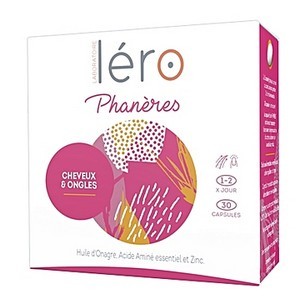 LABORATOIRE
léro
Phanères
CHEVEUX
& ONGLES
1-2
X JOUR
30
CAPSULES
Huile d'Onagre, Acide Aminé essentiel et Zinc.